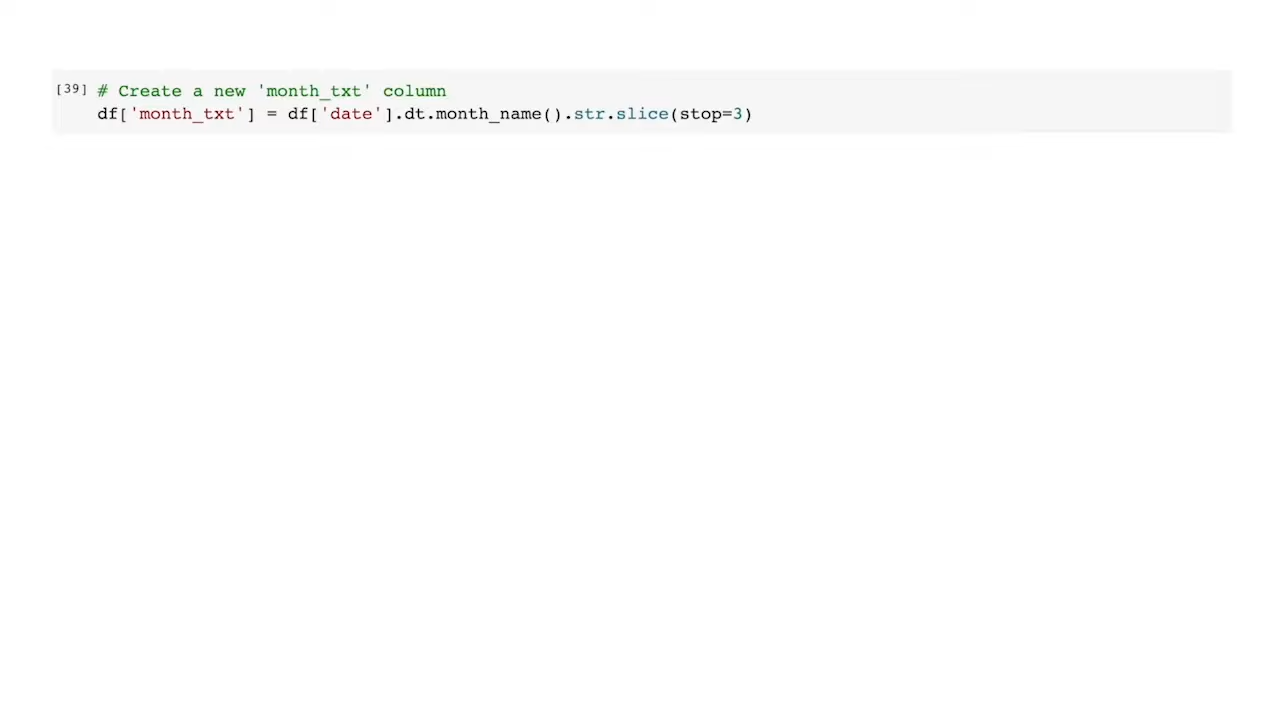 [39] # Create a new 'month_txt' column
df['month_txt'] = df['date'].dt.month_name().str.slice(stop=3)